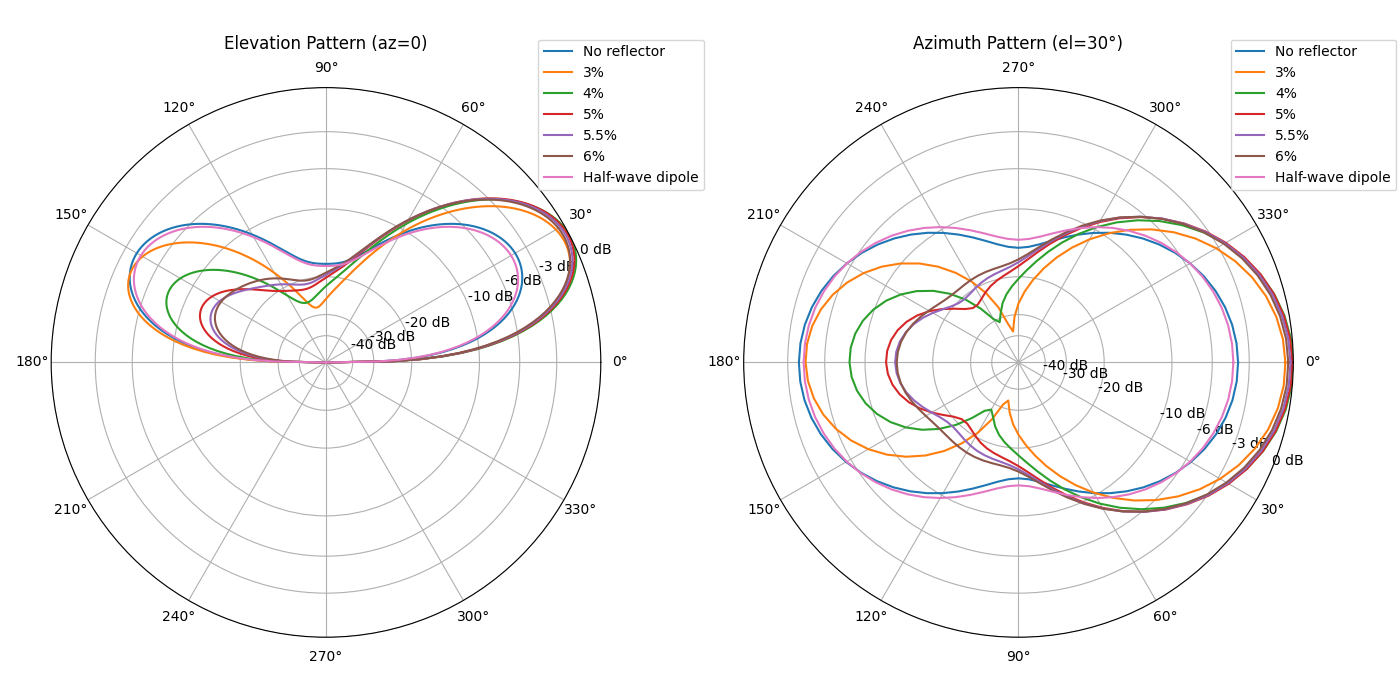 Elevation Pattern (az=0)
90°
120°
60°
150°
30°
180°
0°
210°
330°
240°
300°
270°
0 dB
-3 dB
-6 dB
-10 dB
-20 dB
-30 dB
-40 dB
No reflector
3%
4%
5%
5.5%
6%
Half-wave dipole
Azimuth Pattern (el=30°)
270°
240°
300°
210°
330°
180°
0°
150°
30°
120°
60°
90°
-40 dB
-30 dB
-20 dB
-10 dB
-6 dB
-3 dB
0 dB
No reflector
3%
4%
5%
5.5%
6%
Half-wave dipole